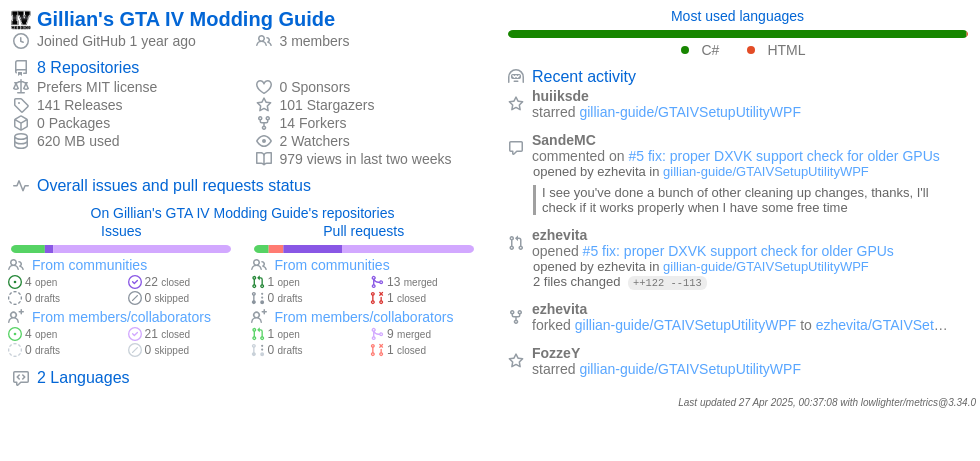 Gillian's GTA IV Modding Guide
Joined GitHub 1 year ago
3 members
8 Repositories
Prefers MIT license
141 Releases
0 Packages
620 MB used
0 Sponsors
101 Stargazers
14 Forkers
2 Watchers
979 views in last two weeks
Overall issues and pull requests status
On Gillian's GTA IV Modding Guide's repositories
Issues
From communities
4 open
22 closed
0 drafts
0 skipped
From members/collaborators
4 open
21 closed
0 drafts
0 skipped
Pull requests
From communities
1 open
13 merged
0 drafts
1 closed
From members/collaborators
1 open
9 merged
0 drafts
1 closed
2 Languages
Most used languages
C# HTML
Recent activity
huiiksde
starred gillian-guide/GTAIVSetupUtilityWPF
SandeMC
commented on #5 fix: proper DXVK support check for older GPUs
opened by ezhevita in gillian-guide/GTAIVSetupUtilityWPF
I see you've done a bunch of other cleaning up changes, thanks, I'll
check if it works properly when I have some free time
ezhevita
opened #5 fix: proper DXVK support check for older GPUs
opened by ezhevita in gillian-guide/GTAIVSetupUtilityWPF
2 files changed ++122 --113
ezhevita
forked gillian-guide/GTAIVSetupUtilityWPF to ezhevita/GTAIVSet…
FozzeY
starred gillian-guide/GTAIVSetupUtilityWPF
Last updated 27 Apr 2025, 00:37:08 with lowlighter/metrics@3.34.0